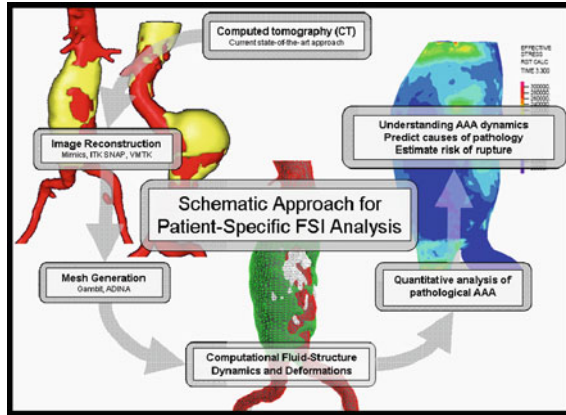 Computed tomography (CT)
Current state-of-the-art approach
EFFECTIVE
STRESS
RST CALC
TIME 3.300
Image Reconstruction
Mimics, ITK SNAP, VMTK
Understanding AAA dynamics
Predict causes of pathology
Estimate risk of rupture
Schematic Approach for
Patient-Specific FSI Analysis
Mesh Generation
Gambit, ADINA
Quantitative analysis of
pathological AAA
Computational Fluid-Structure
Dynamics and Deformations